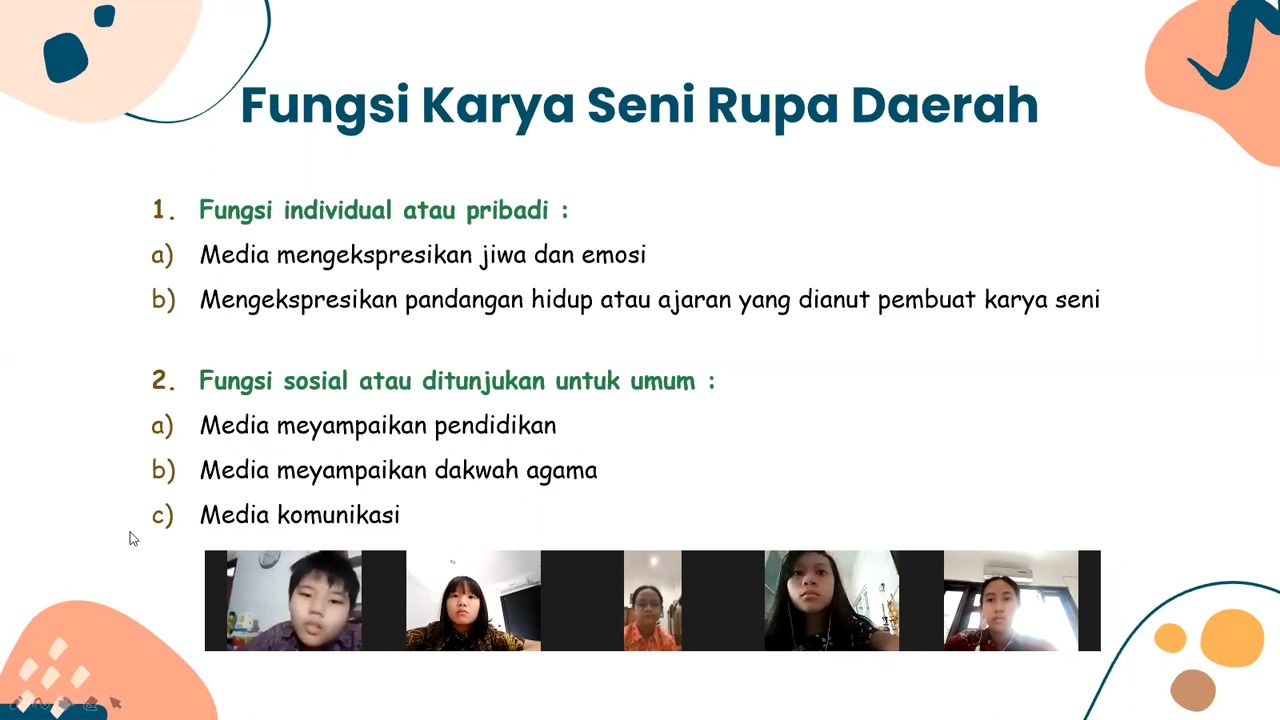 Fungsi Karya Seni Rupa Daerah
1. Fungsi individual atau pribadi :
a) Media mengekspresikan jiwa dan emosi
b) Mengekspresikan pandangan hidup atau ajaran yang dianut pembuat karya seni
2. Fungsi sosial atau ditunjukan untuk umum :
a) Media meyampaikan pendidikan
b) Media meyampaikan dakwah agama
c) Media komunikasi